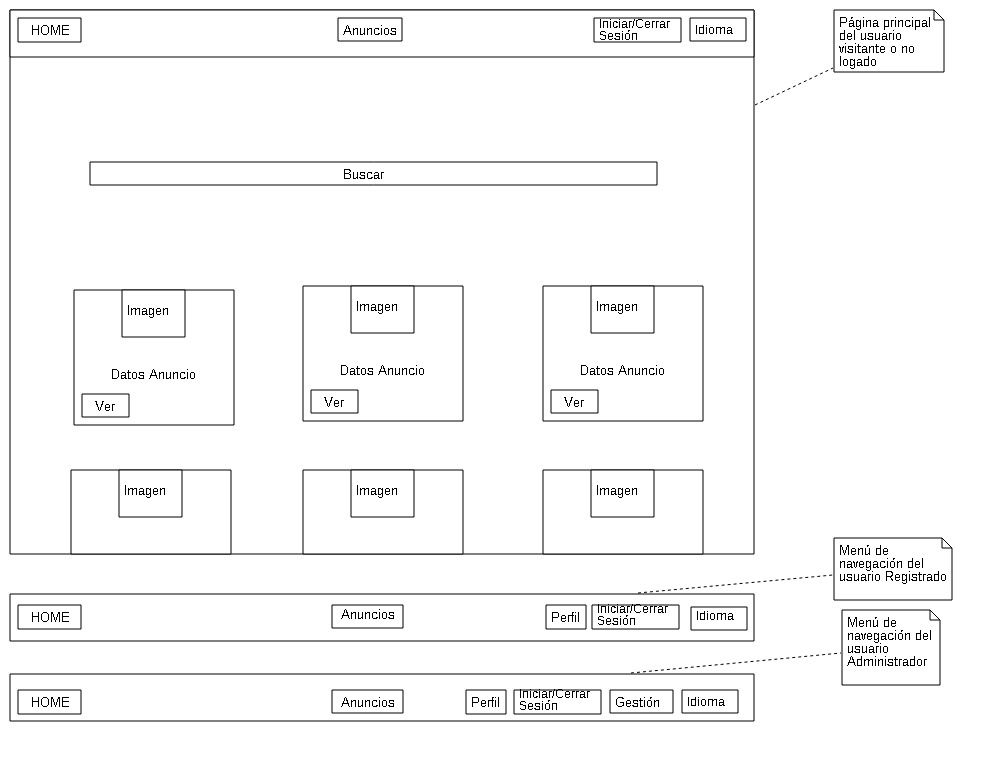 HOME
Anuncios
Iniciar/Cerrar
Sesión
Idioma
Página principal
del usuario
visitante o no
logado
Buscar
Imagen
Imagen
Imagen
Datos Anuncio
Datos Anuncio
Datos Anuncio
Ver
Ver
Ver
Imagen
Imagen
Imagen
Menú de
navegación del
usuario Registrado
HOME
Anuncios
Perfil
Iniciar/Cerrar
Sesión
Idioma
Menú de
navegación del
usuario
Administrador
HOME
Anuncios
Perfil
Iniciar/Cerrar
Sesión
Gestión
Idioma